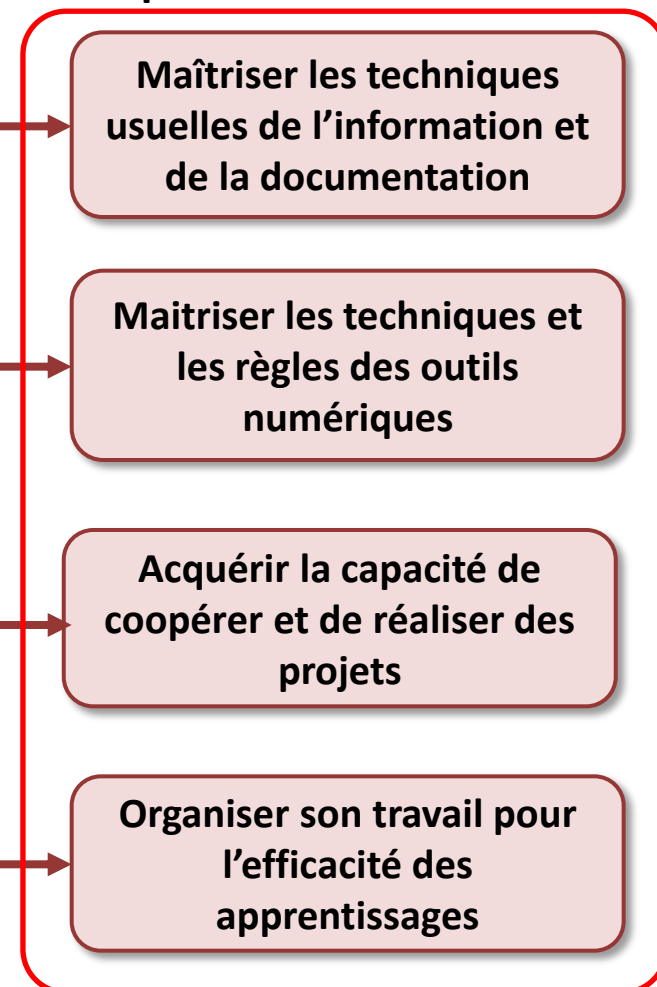 Maîtriser les techniques
usuelles de l’information et
de la documentation
Maitriser les techniques et
les règles des outils
numériques
Acquérir la capacité de
coopérer et de réaliser des
projets
Organiser son travail pour
l’efficacité des
apprentissages